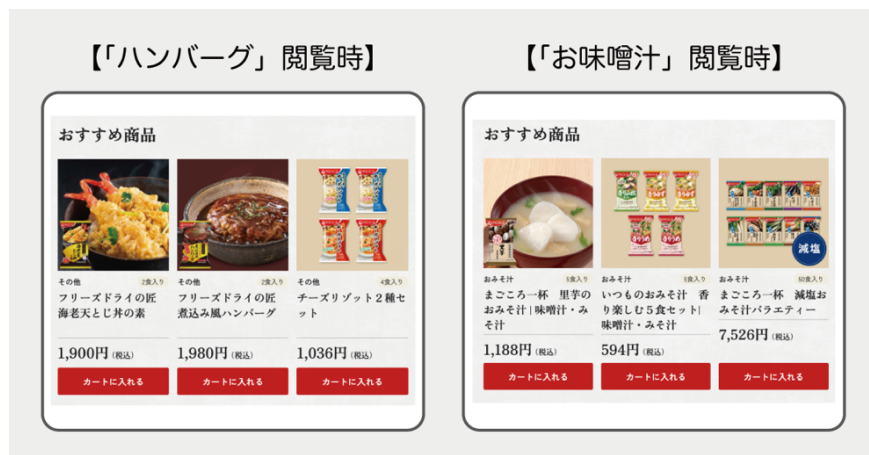 【「ハンバーグ」閲覧時】
おすすめ商品
その他 2食入り
フリーズドライの匠
海老天とじ丼の素
1,900円(税込)
カートに入れる
その他 2食入り
フリーズドライの匠
煮込み風ハンバーグ
1,980円(税込)
カートに入れる
その他 4食入り
チーズリゾット2種セ
ット
1,036円(税込)
カートに入れる
【「お味噌汁」閲覧時】
おすすめ商品
おみそ汁 5食入り
まごころ一杯 里芋の
おみそ汁|味噌汁・み
そ汁
1,188円(税込)
カートに入れる
おみそ汁 5食入り
いつものおみそ汁 香
り楽しむ5食セット|
味噌汁・みそ汁
594円(税込)
カートに入れる
減塩
おみそ汁 50食入り
まごころ一杯 減塩お
みそ汁バラエティー
7,526円(税込)
カートに入れる